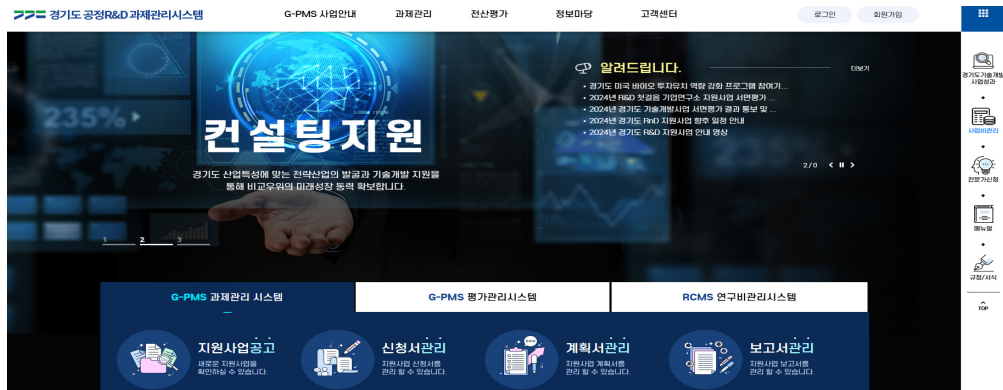 경기도 공정R&D 과제관리시스템
G-PMS 사업안내
과제관리
전산평가
정보마당
고객센터
로그인
회원가입
235%
컨설팅지원
경기도 산업특성에 맞는 전략산업의 발굴과 기술개발 지원을
통해 비교우위의 미래성장 동력 확보합니다.
1 2 3
알려드립니다.
더보기
• 경기도 미국 바이오 투자유치 역량 강화 프로그램 참여기...
• 2024년 R&D 첫걸음 기업연구소 지원사업 서면평가 ...
• 2024년 경기도 기술개발사업 서면평가 결과 통보 및 ...
• 2024년 경기도 RnD 지원사업 향후 일정 안내
• 2024년 경기도 R&D 지원사업 안내 영상
2/0
경기도기술개발
사업성과
사업비관리
전문가신청
매뉴얼
규정/서식
TOP
G-PMS 과제관리 시스템
G-PMS 평가관리시스템
RCMS 연구비관리시스템
지원사업공고
새로운 지원사업을
확인하실 수 있습니다.
신청서관리
지원사업 신청서를
관리 할 수 있습니다.
계획서관리
지원사업 계획서를
관리 할 수 있습니다.
보고서관리
지원사업 보고서를
관리 할 수 있습니다.